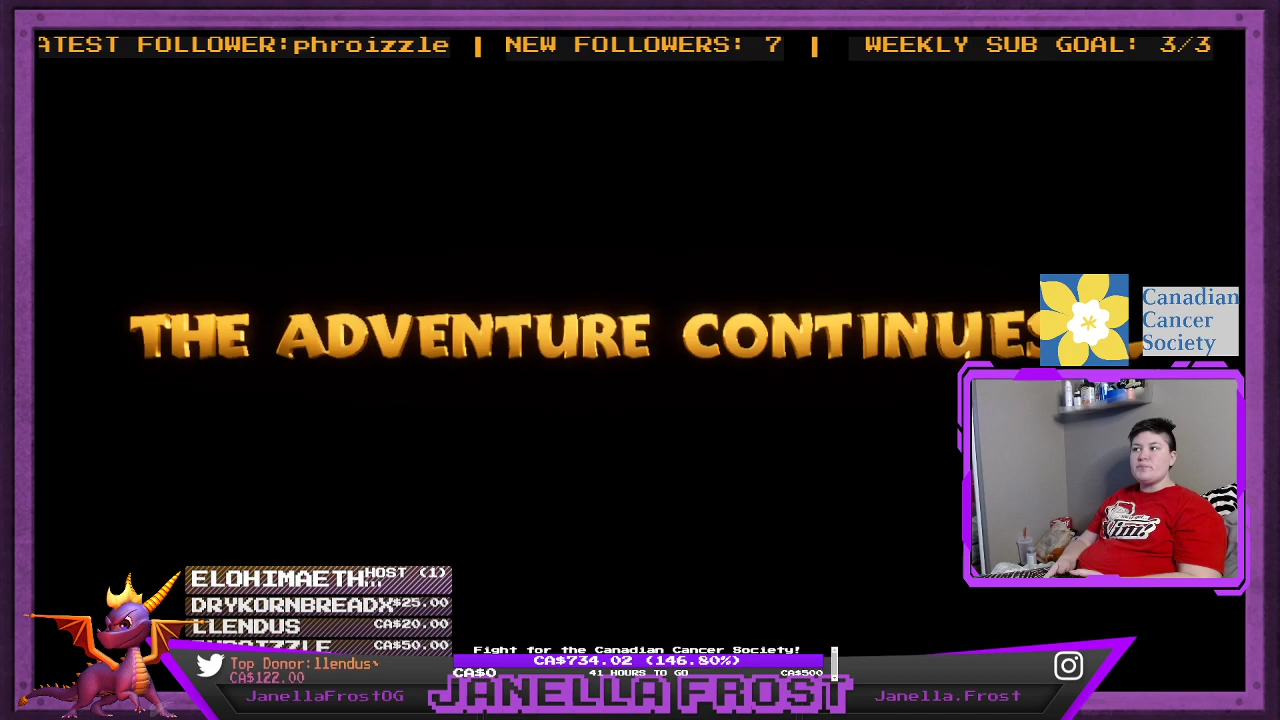 ATEST FOLLOWER:phroizzle | NEW FOLLOWERS: 7 | WEEKLY SUB GOAL: 3/3
THE ADVENTURE CONTINUES
Canadian
Cancer
Society
ELOHIMAETH... HOST (1)
DRYKORNBREADX $25.00
LLENDUS CA$20.00
PHROIZZLE CA$50.00
Top Donor:llendus
CA$122.00
JanellaFrostOG
Fight for the Canadian Cancer Society!
CA$734.02 (146.80%)
CA$0 41 HOURS TO GO CA$500
JANELLA FROST
Janella.Frost